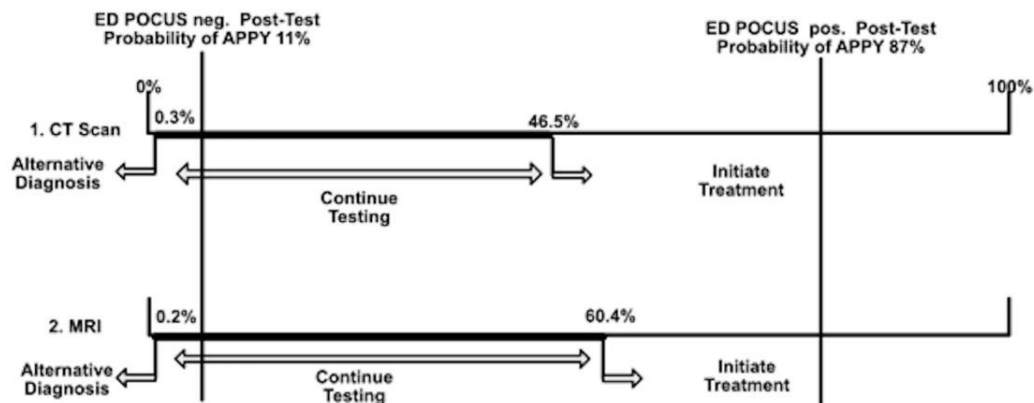 ED POCUS neg. Post-Test
Probability of APPY 11%
ED POCUS pos. Post-Test
Probability of APPY 87%
0%
100%
0.3%
46.5%
1. CT Scan
Alternative
Diagnosis
Continue
Testing
Initiate
Treatment
0.2%
60.4%
2. MRI
Alternative
Diagnosis
Continue
Testing
Initiate
Treatment